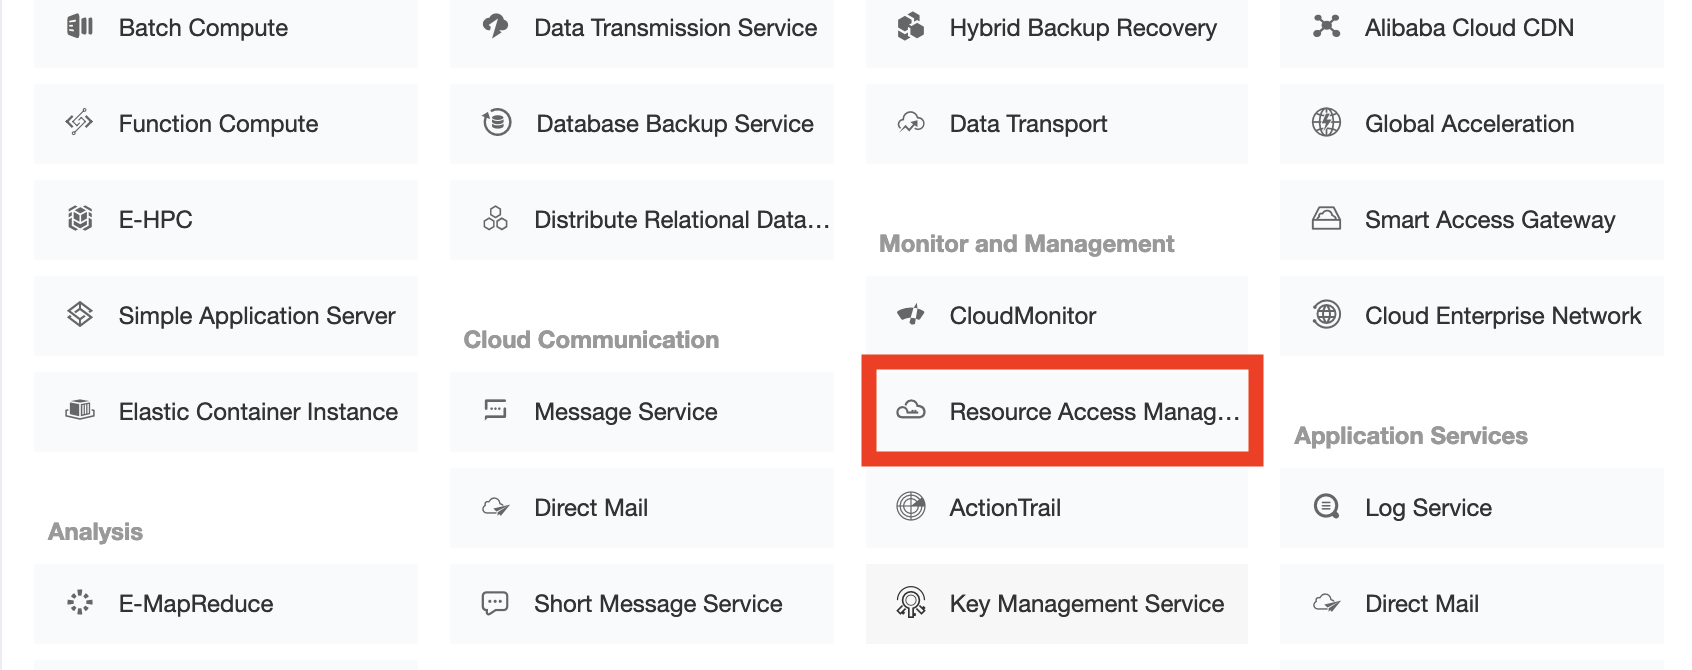 Batch Compute
Function Compute
E-HPC
Simple Application Server
Elastic Container Instance
Analysis
E-MapReduce
Data Transmission Service
Database Backup Service
Distribute Relational Data...
Cloud Communication
Message Service
Direct Mail
Short Message Service
Hybrid Backup Recovery
Data Transport
Monitor and Management
CloudMonitor
Resource Access Manag...
ActionTrail
Key Management Service
Alibaba Cloud CDN
Global Acceleration
Smart Access Gateway
Cloud Enterprise Network
Application Services
Log Service
Direct Mail